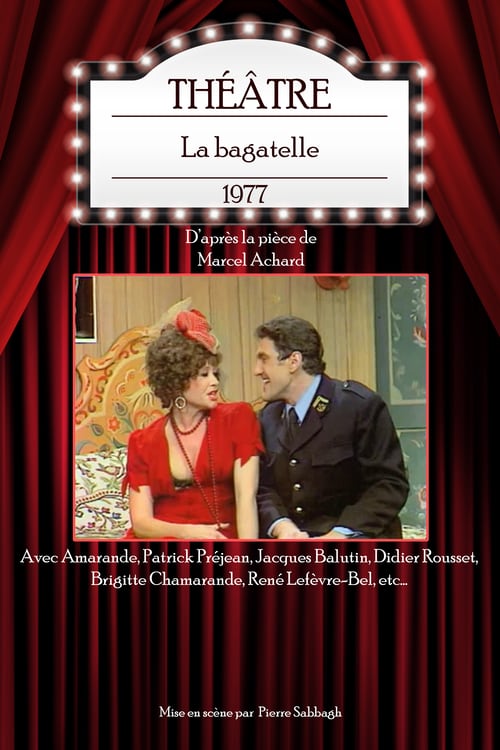 THÉÂTRE
La bagatelle
1977
D'après la pièce de
Marcel Achard
Avec Amarande, Patrick Préjean, Jacques Balutin, Didier Rousset,
Brigitte Chamarande, René Lefèvre-Bel, etc...
Mise en scène par Pierre Sabbagh